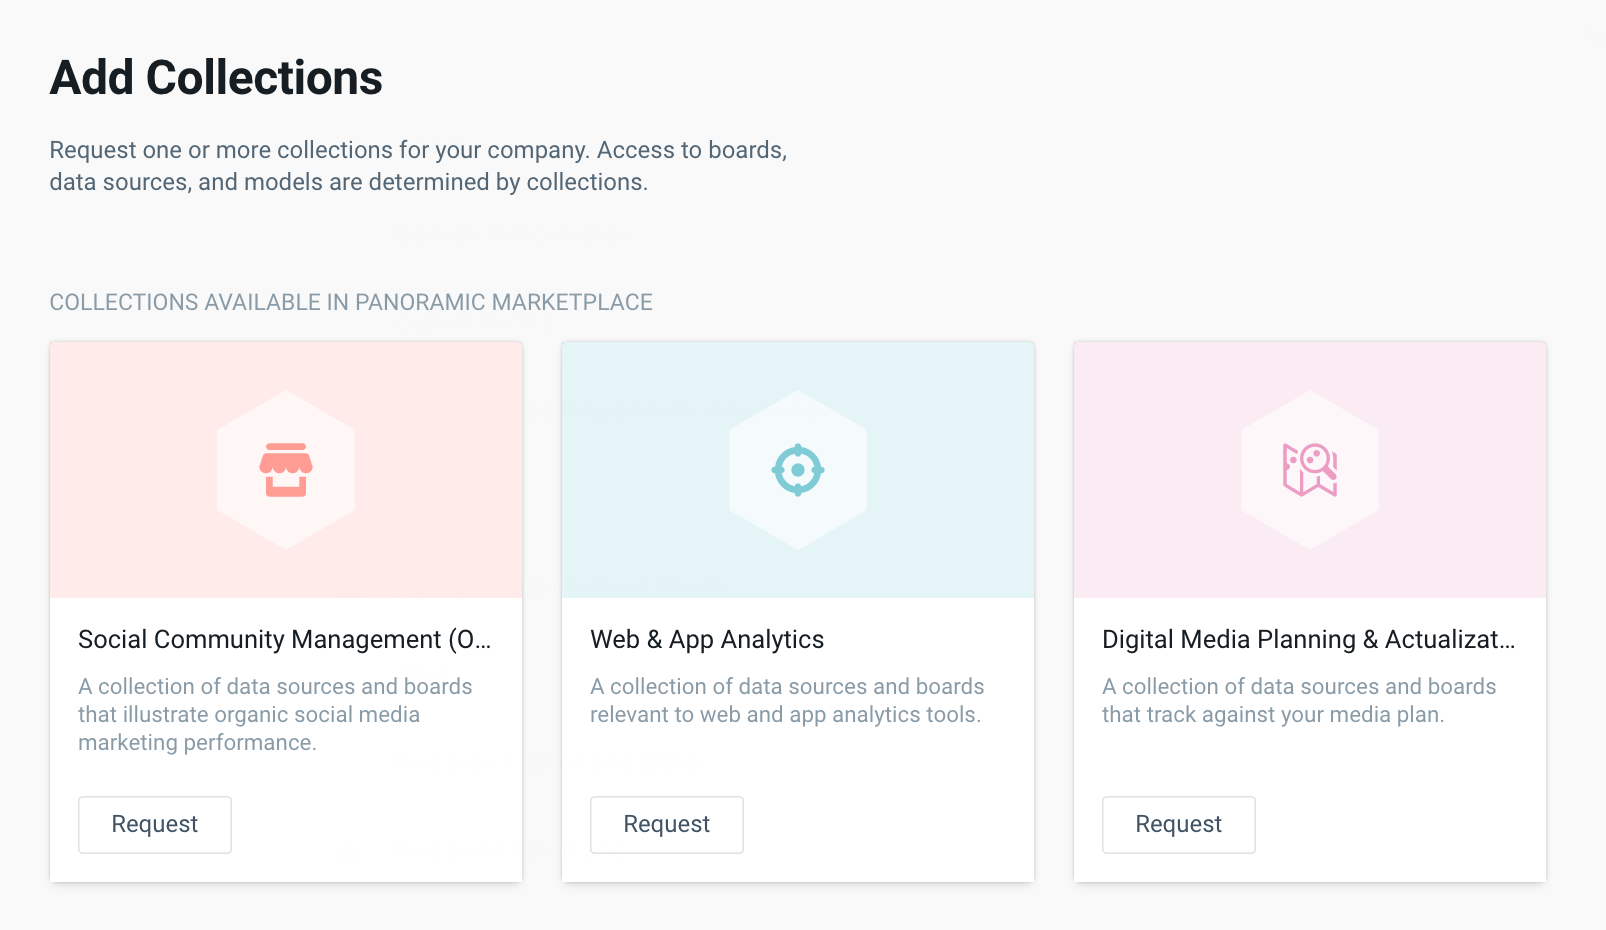 Add Collections
Request one or more collections for your company. Access to boards,
data sources, and models are determined by collections.
COLLECTIONS AVAILABLE IN PANORAMIC MARKETPLACE
Social Community Management (O...
A collection of data sources and boards
that illustrate organic social media
marketing performance.
Request
Web & App Analytics
A collection of data sources and boards
relevant to web and app analytics tools.
Request
Digital Media Planning & Actualizat...
A collection of data sources and boards
that track against your media plan.
Request